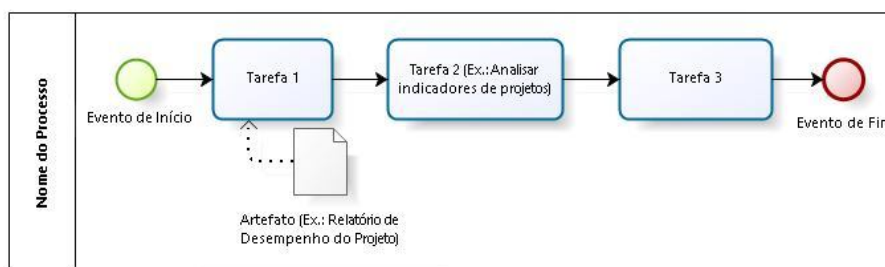 Nome do Processo
Evento de Início
Tarefa 1
Tarefa 2 (Ex.:Analisar
indicadores de projetos)
Tarefa 3
Evento de Fim
Artefato (Ex.: Relatório de
Desempenho do Projeto)